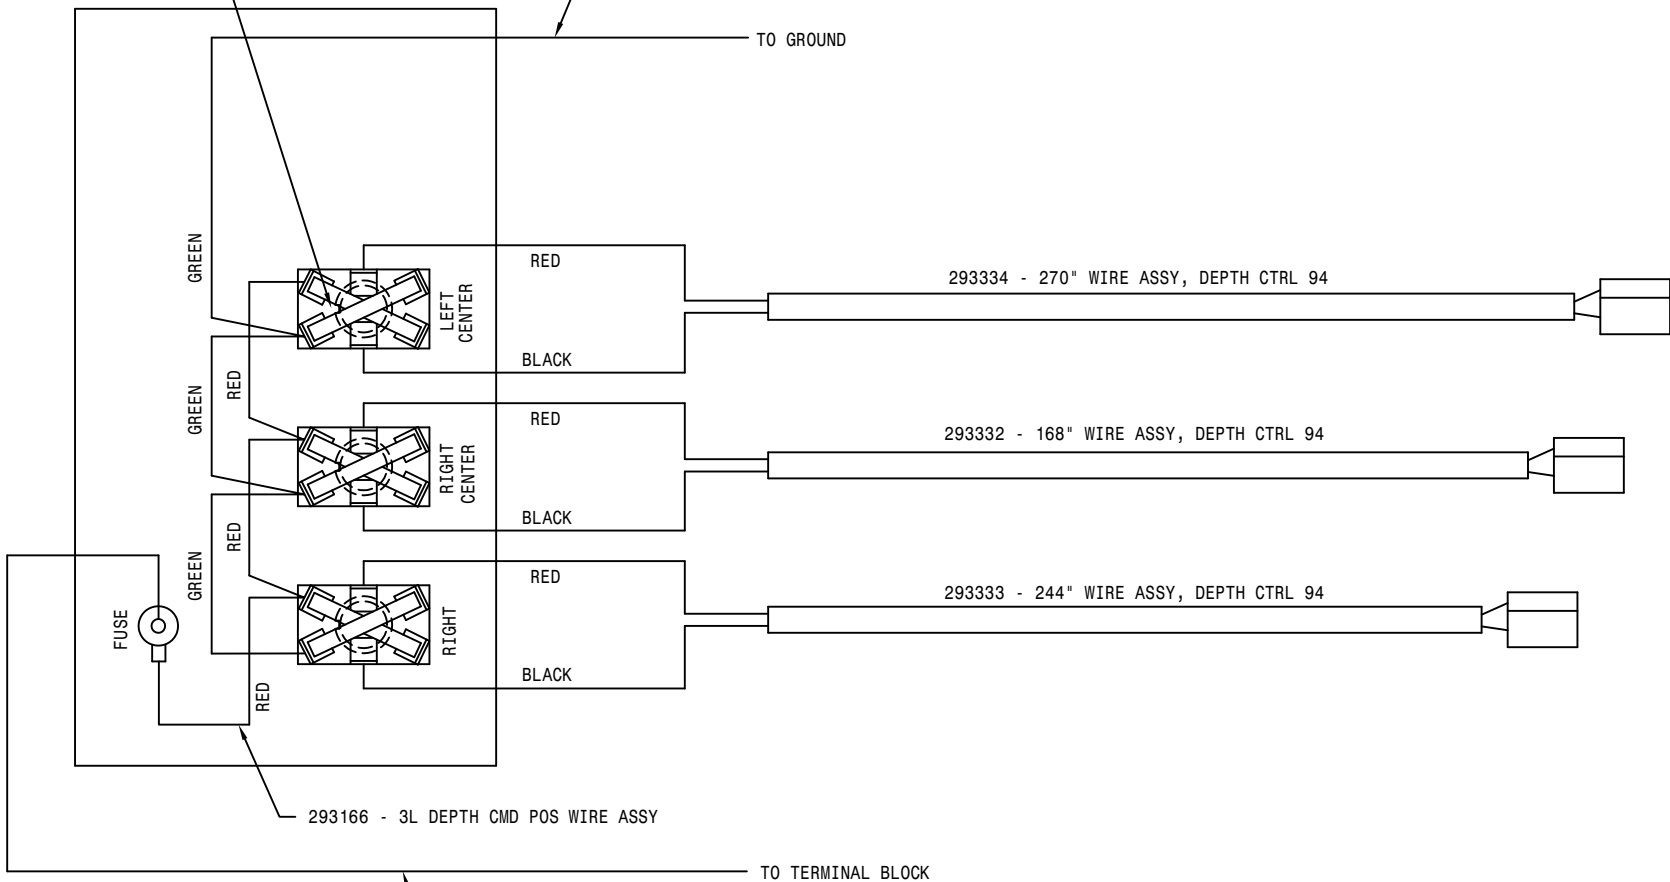 TO GROUND
GREEN
RED
LEFT
CENTER
293334 - 270" WIRE ASSY, DEPTH CTRL 94
BLACK
GREEN
RED
RED
RIGHT
CENTER
293332 - 168" WIRE ASSY, DEPTH CTRL 94
BLACK
GREEN
RED
RED
RIGHT
293333 - 244" WIRE ASSY, DEPTH CTRL 94
FUSE
BLACK
RED
293166 - 3L DEPTH CMD POS WIRE ASSY
TO TERMINAL BLOCK